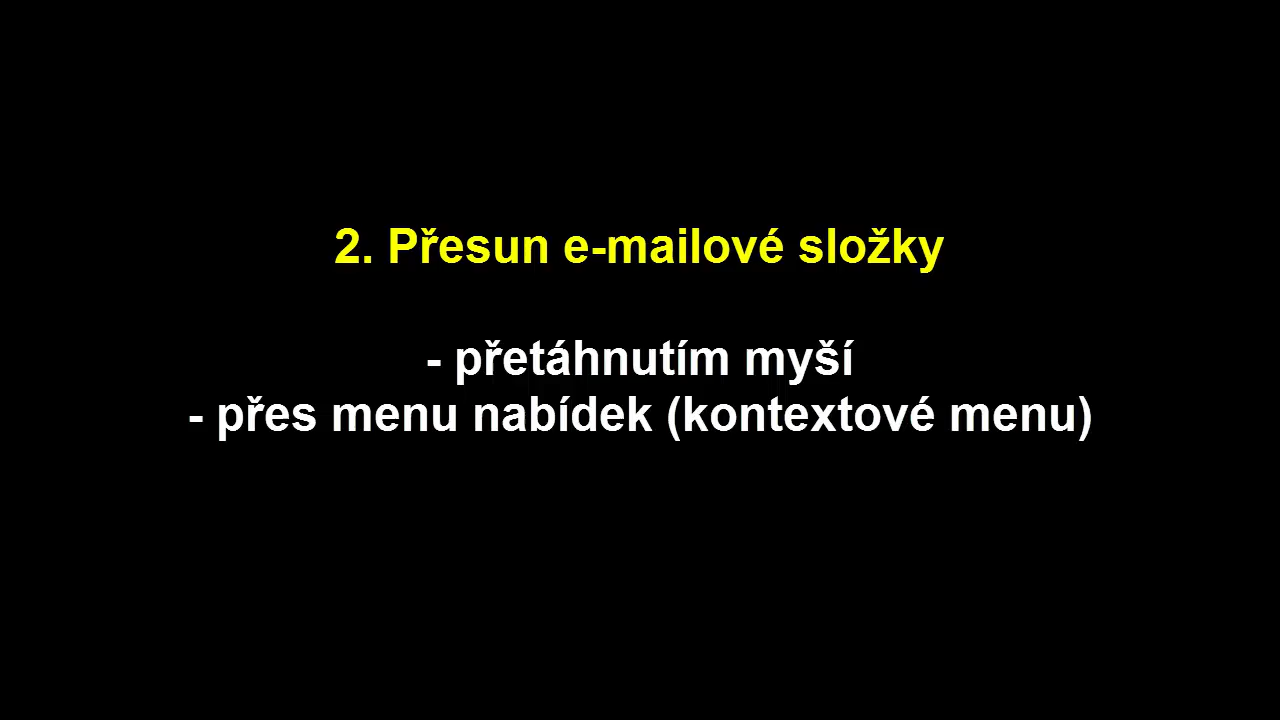 2. Přesun e-mailové složky
- přetáhnutím myší
- přes menu nabídek (kontextové menu)